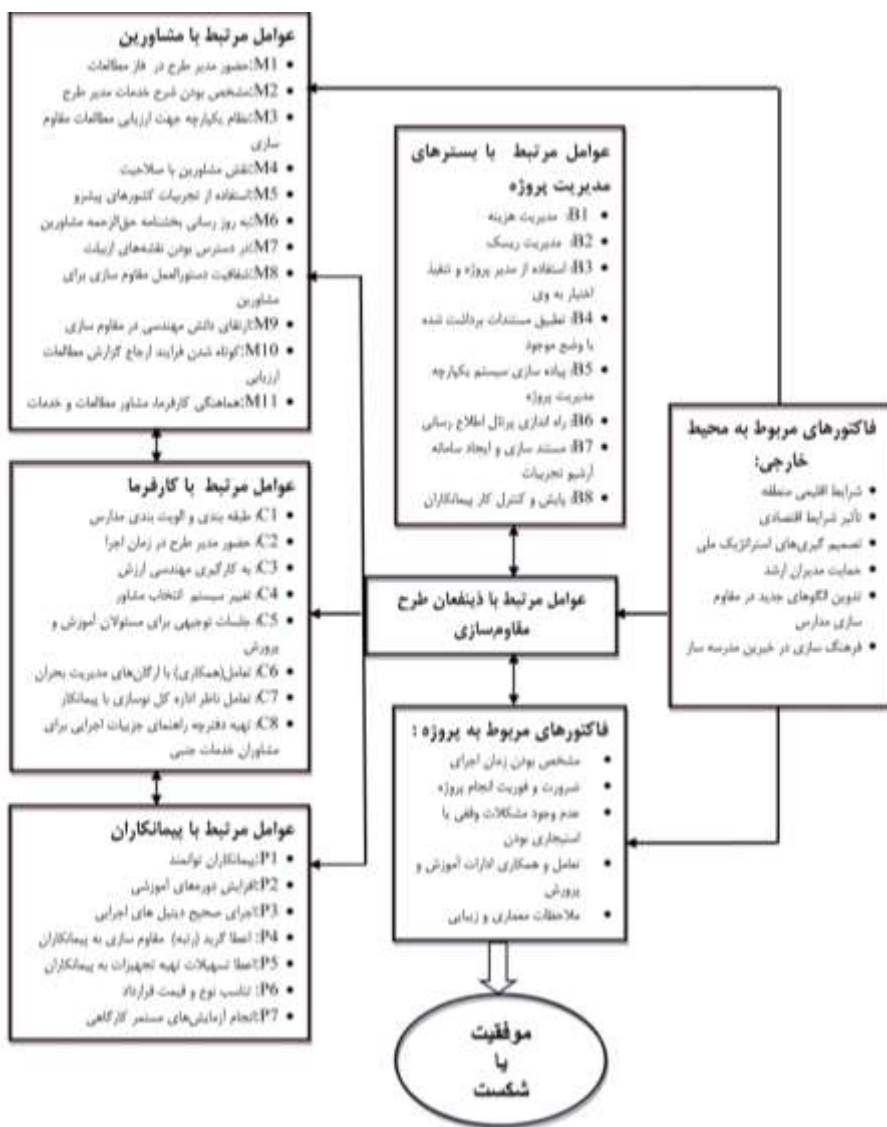 عوامل مرتبط با مشاورین
M1:حضور مدیر طرح در فاز مطالعات
M2:مشخص بودن شرح خدمات مدیر طرح
M3:نظام یکپارچه جهت ارزیابی مطالعات مقاوم
سازی
M4:نقش مشاورین با صلاحیت
M5:استفاده از تجربیات کشورهای پیشرو
M6:به روز رسانی بخشنامه حق‌الزحمه مشاورین
M7:در دسترس بودن نقشه‌های ازبیلت
M8:شفافیت دستورالعمل مقاوم سازی برای
مشاورین
M9:ارتقای دانش مهندسی در مقاوم سازی
M10:کوتاه شدن فرایند ارجاع گزارش مطالعات
ارزیابی
M11:هماهنگی کارفرما، مشاور مطالعات و خدمات
عوامل مرتبط با بسترهای
مدیریت پروژه
B1: مدیریت هزینه
B2: مدیریت ریسک
B3: استفاده از مدیر پروژه و تنفیذ
اختیار به وی
B4: تطبیق مستندات برداشت شده
با وضع موجود
B5: پیاده سازی سیستم یکپارچه
مدیریت پروژه
B6: راه اندازی پرتال اطلاع رسانی
B7: مستند سازی و ایجاد سامانه
آرشیو تجربیات
B8: پایش و کنترل کار پیمانکاران
فاکتورهای مربوط به محیط
خارجی:
شرایط اقلیمی منطقه
تأثیر شرایط اقتصادی
تصمیم گیری‌های استراتژیک ملی
حمایت مدیران ارشد
تدوین الگوهای جدید در مقاوم
سازی مدارس
فرهنگ سازی در خیرین مدرسه ساز
عوامل مرتبط با کارفرما
C1: طبقه بندی و الویت بندی مدارس
C2: حضور مدیر طرح در زمان اجرا
C3: به کارگیری مهندسی ارزش
C4: تغییر سیستم انتخاب مشاور
C5: جلسات توجیهی برای مسئولان آموزش و
پرورش
C6: تعامل(همکاری) با ارگان‌های مدیریت بحران
C7: تعامل ناظر اداره کل نوسازی با پیمانکار
C8: تهیه دفترچه راهنمای جزییات اجرایی برای
مشاوران خدمات جنبی
عوامل مرتبط با ذینفعان طرح
مقاوم‌سازی
فاکتورهای مربوط به پروژه :
مشخص بودن زمان اجرای
ضرورت و فوریت انجام پروژه
عدم وجود مشکلات وقفی یا
استیجاری بودن
تعامل و همکاری ادارات آموزش و
پرورش
ملاحظات معماری و زیبایی
عوامل مرتبط با پیمانکاران
P1:پیمانکاران توانمند
P2:افزایش دوره‌های آموزشی
P3:اجرای صحیح دیتیل های اجرایی
P4: اعطا گرید (رتبه) مقاوم سازی به پیمانکاران
P5:اعطا تسهیلات تهیه تجهیزات به پیمانکاران
P6: تناسب نوع و قیمت قرارداد
P7:انجام آزمایش‌های مستمر کارگاهی
موفقیت
یا
شکست